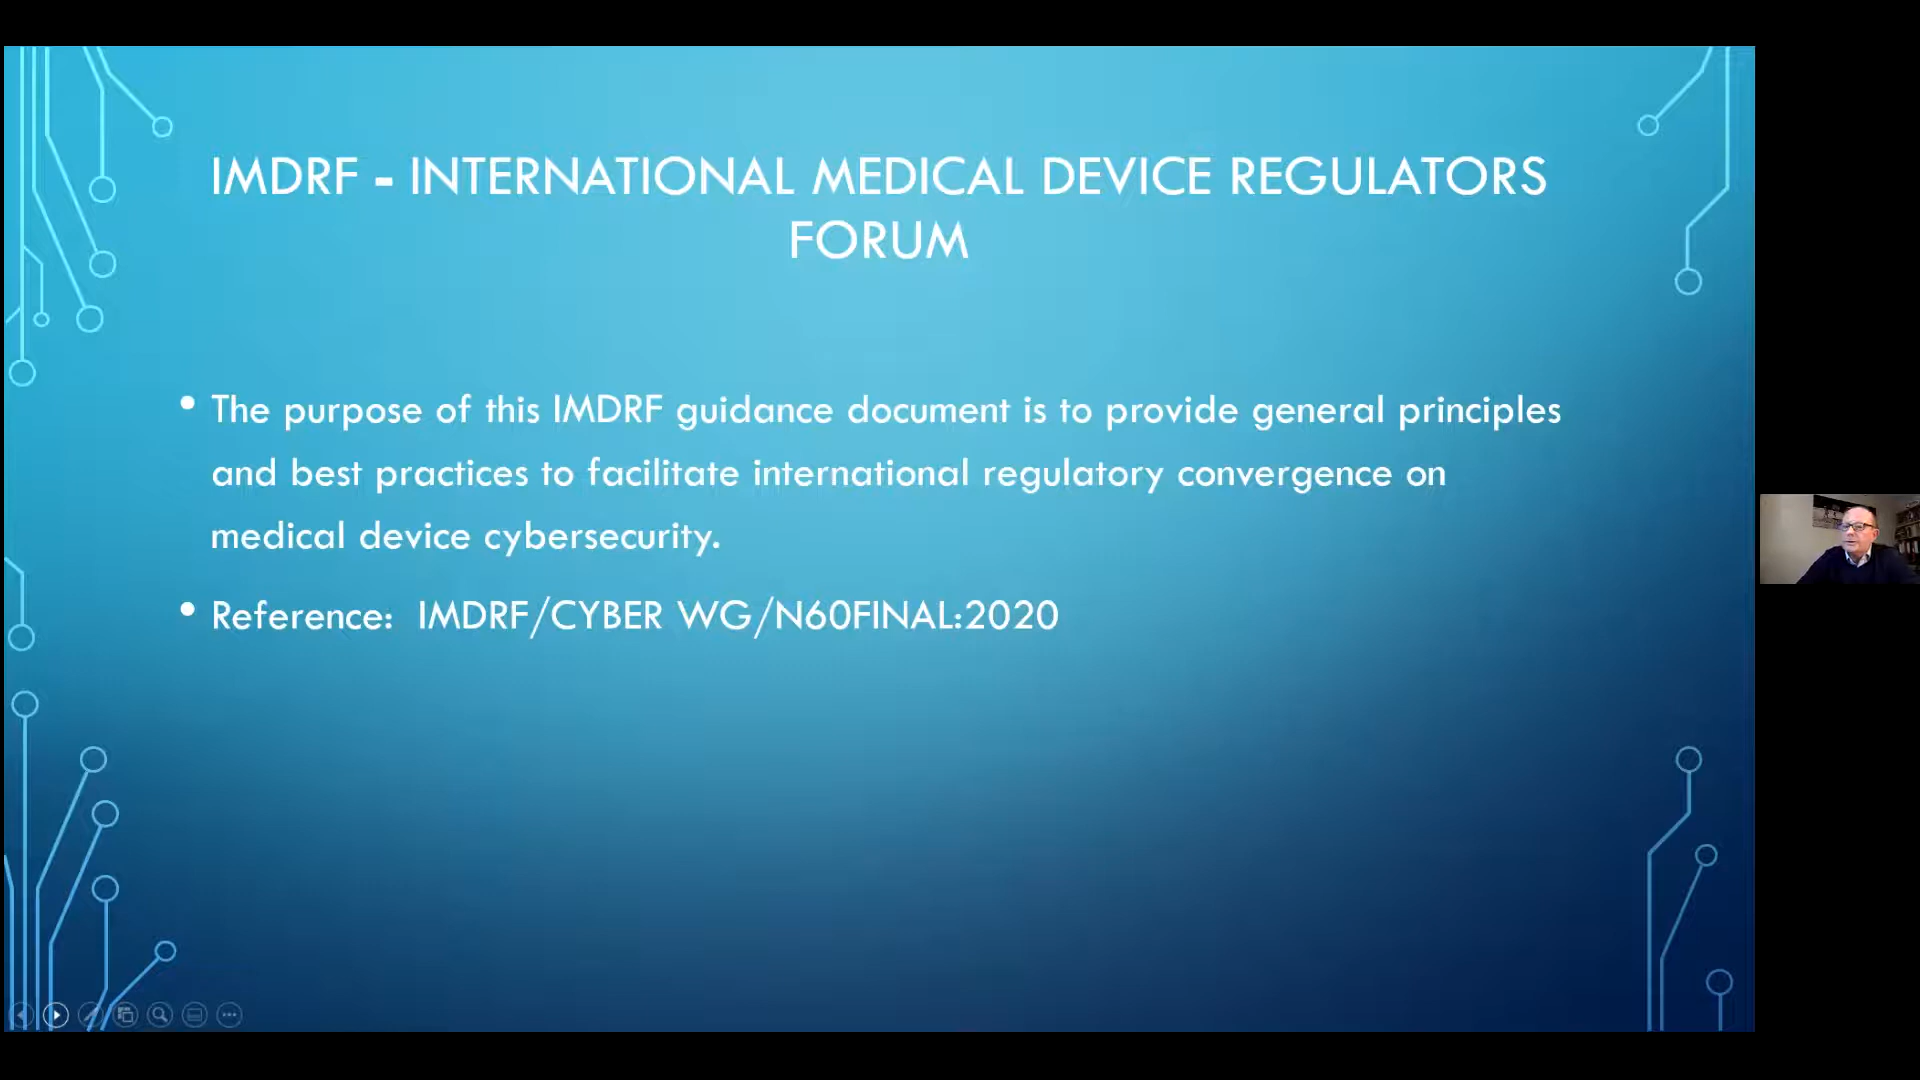 IMDRF - INTERNATIONAL MEDICAL DEVICE REGULATORS
FORUM
• The purpose of this IMDRF guidance document is to provide general principles
and best practices to facilitate international regulatory convergence on
medical device cybersecurity.
• Reference:  IMDRF/CYBER WG/N60FINAL:2020